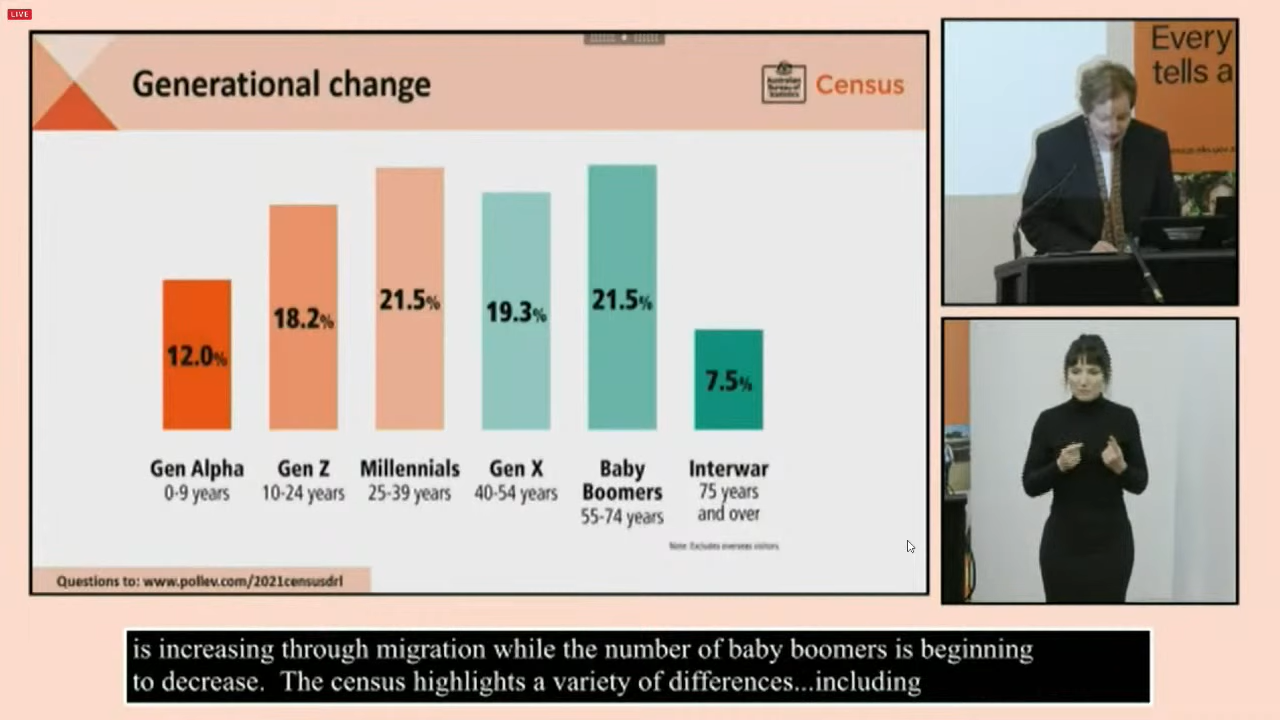 LIVE
Generational change
Australian
Bureau of
Statistics
Census
12.0%
18.2%
21.5%
19.3%
21.5%
7.5%
Gen Alpha
0-9 years
Gen Z
10-24 years
Millennials
25-39 years
Gen X
40-54 years
Baby
Boomers
55-74 years
Interwar
75 years
and over
Note: Excludes overseas visitors
Questions to: www.pollev.com/2021censusdrl
Every
tells a
is increasing through migration while the number of baby boomers is beginning
to decrease. The census highlights a variety of differences...including